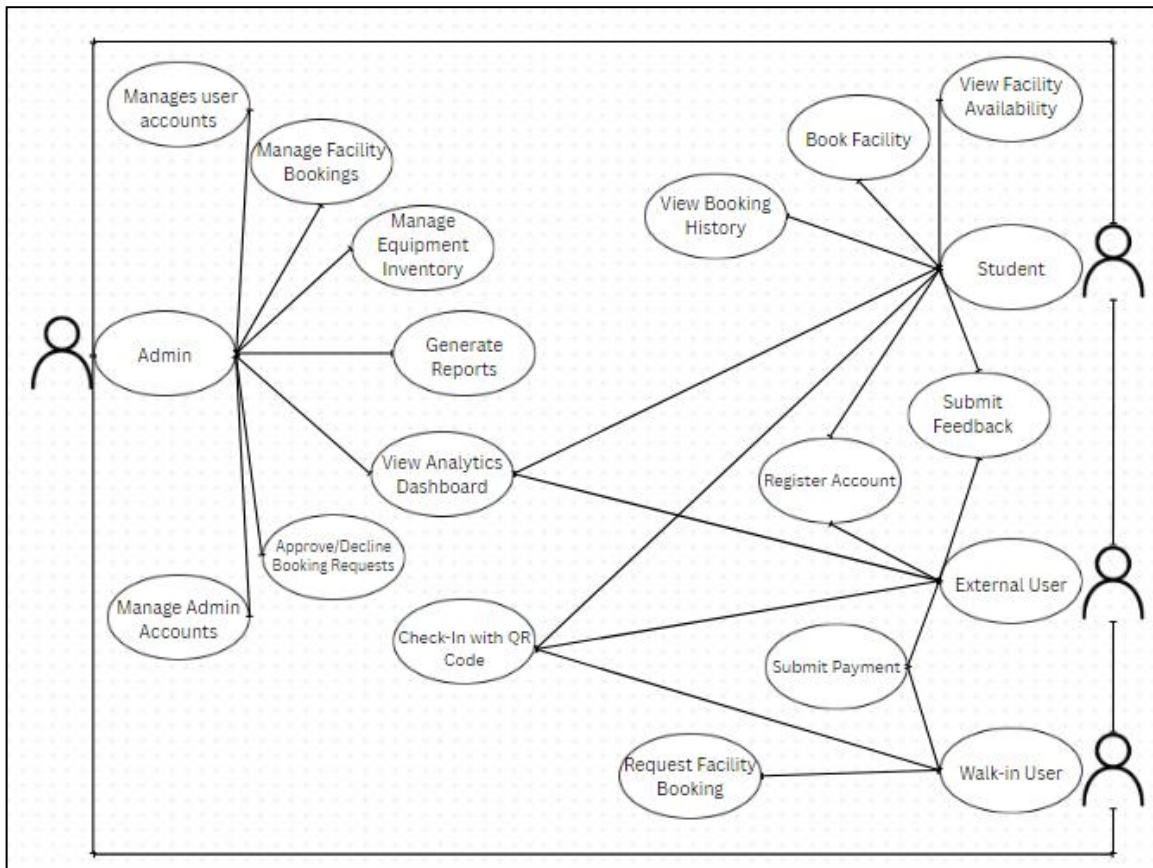 Manages user
accounts
Manage Facility
Bookings
Manage
Equipment
Inventory
Admin
Generate
Reports
View Analytics
Dashboard
Approve/Decline
Booking Requests
Manage Admin
Accounts
Check-In with QR
Code
View Facility
Availability
Book Facility
View Booking
History
Student
Submit
Feedback
Register Account
External User
Submit Payment
Request Facility
Booking
Walk-in User